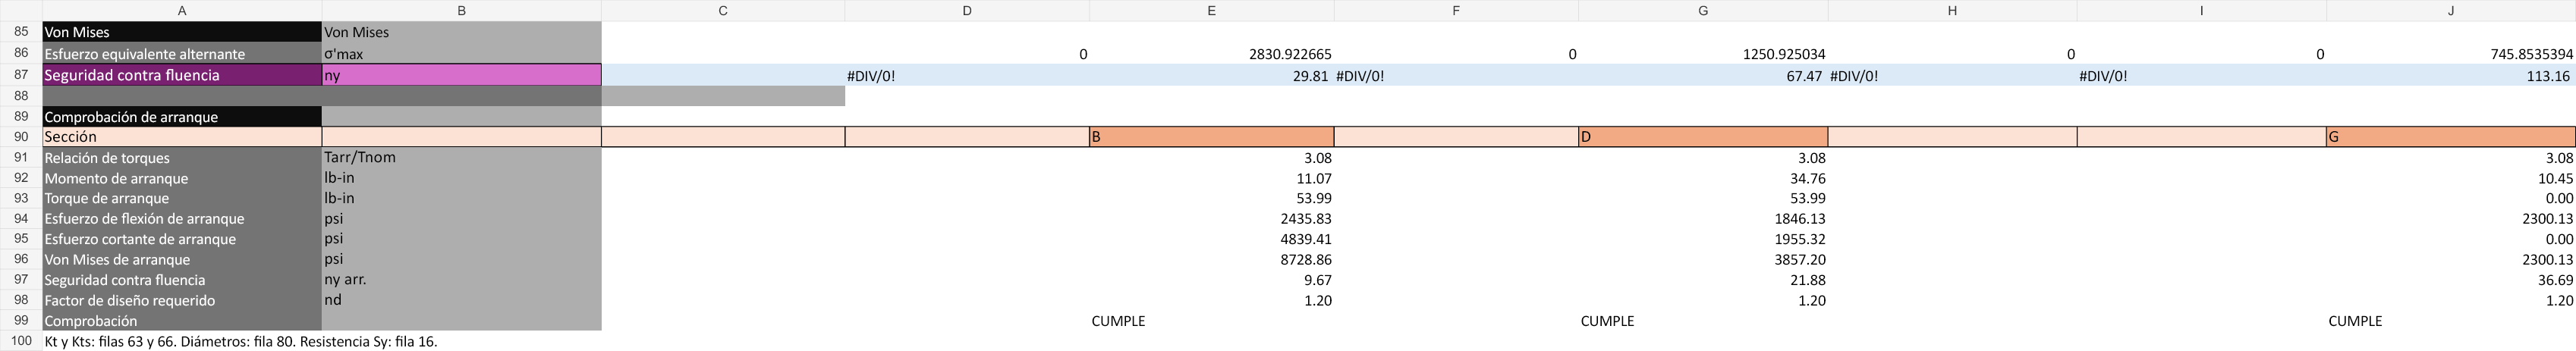 A B C D E F G H I J
85 Von Mises Von Mises
86 Esfuerzo equivalente alternante σ'max 0 2830.922665 0 1250.925034 0 0 745.8535394
87 Seguridad contra fluencia ny #DIV/0! 29.81 #DIV/0! 67.47 #DIV/0! #DIV/0! 113.16
88
89 Comprobación de arranque
90 Sección B D G
91 Relación de torques Tarr/Tnom 3.08 3.08 3.08
92 Momento de arranque lb-in 11.07 34.76 10.45
93 Torque de arranque lb-in 53.99 53.99 0.00
94 Esfuerzo de flexión de arranque psi 2435.83 1846.13 2300.13
95 Esfuerzo cortante de arranque psi 4839.41 1955.32 0.00
96 Von Mises de arranque psi 8728.86 3857.20 2300.13
97 Seguridad contra fluencia ny arr. 9.67 21.88 36.69
98 Factor de diseño requerido nd 1.20 1.20 1.20
99 Comprobación CUMPLE CUMPLE CUMPLE
100 Kt y Kts: filas 63 y 66. Diámetros: fila 80. Resistencia Sy: fila 16.